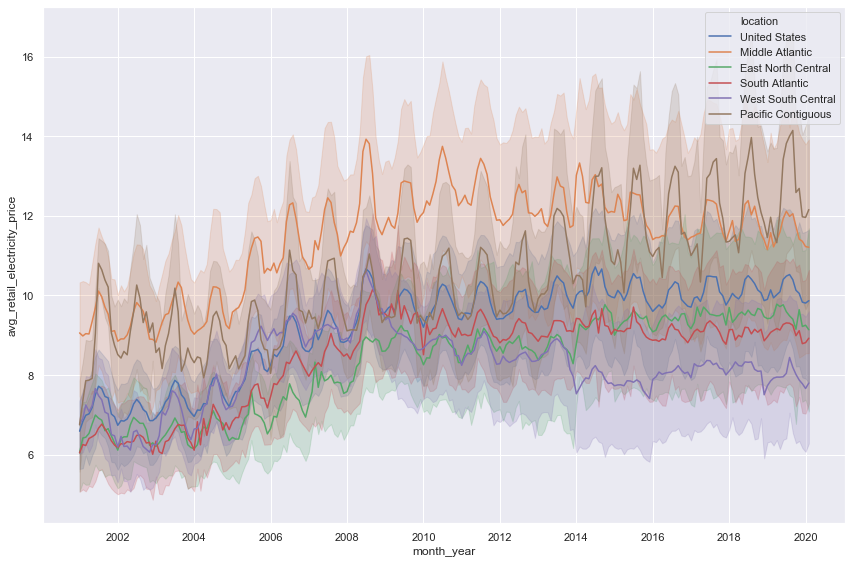 location
United States
Middle Atlantic
East North Central
South Atlantic
West South Central
Pacific Contiguous
16
14
12
10
8
6
avg_retail_electricity_price
2002 2004 2006 2008 2010 2012 2014 2016 2018 2020
month_year